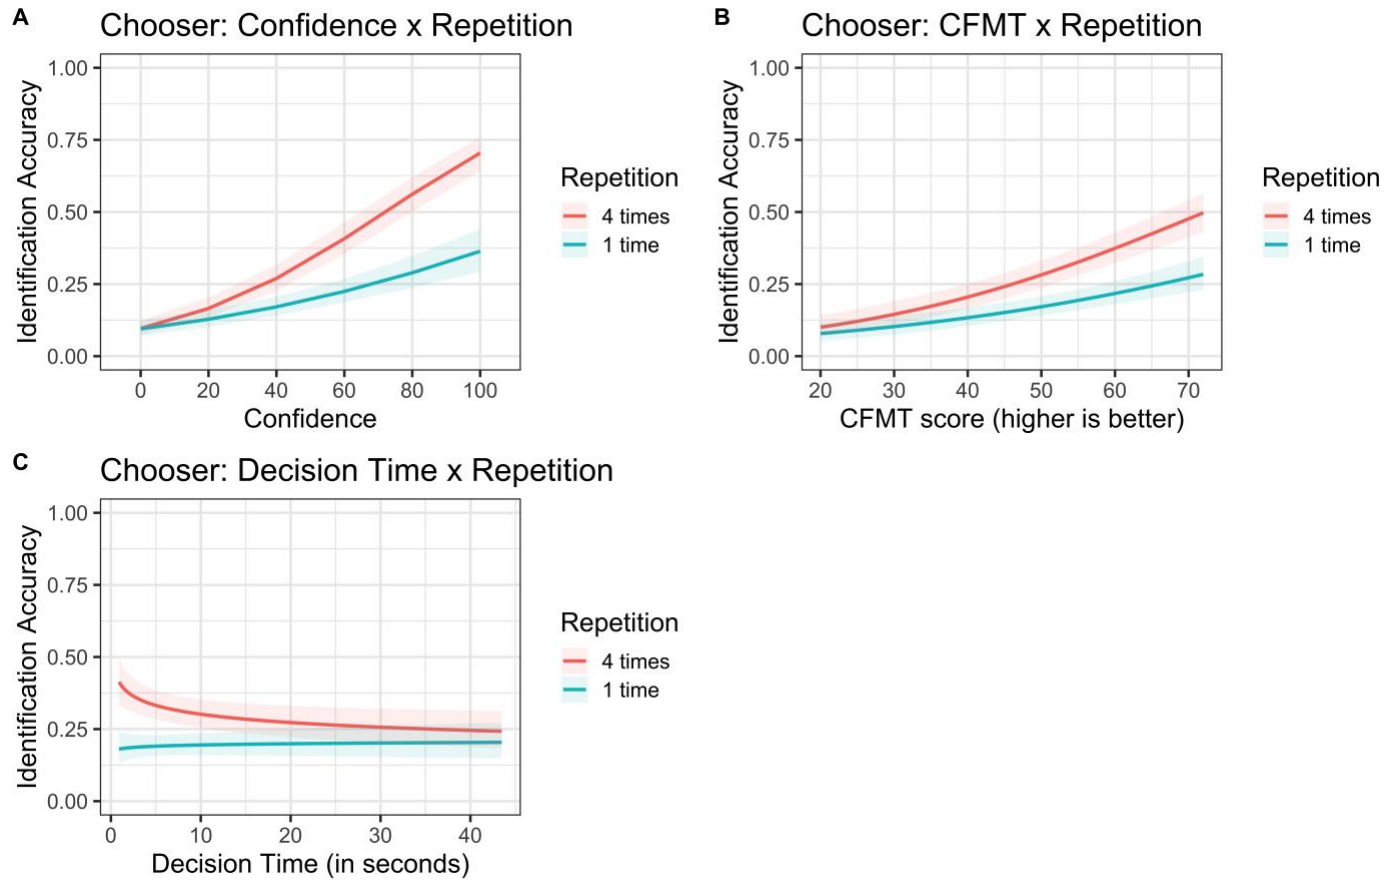 A
Chooser: Confidence x Repetition
Identification Accuracy
1.00
0.75
0.50
0.25
0.00
0 20 40 60 80 100
Confidence
Repetition
4 times
1 time
B
Chooser: CFMT x Repetition
Identification Accuracy
1.00
0.75
0.50
0.25
0.00
20 30 40 50 60 70
CFMT score (higher is better)
Repetition
4 times
1 time
C
Chooser: Decision Time x Repetition
Identification Accuracy
1.00
0.75
0.50
0.25
0.00
0 10 20 30 40
Decision Time (in seconds)
Repetition
4 times
1 time